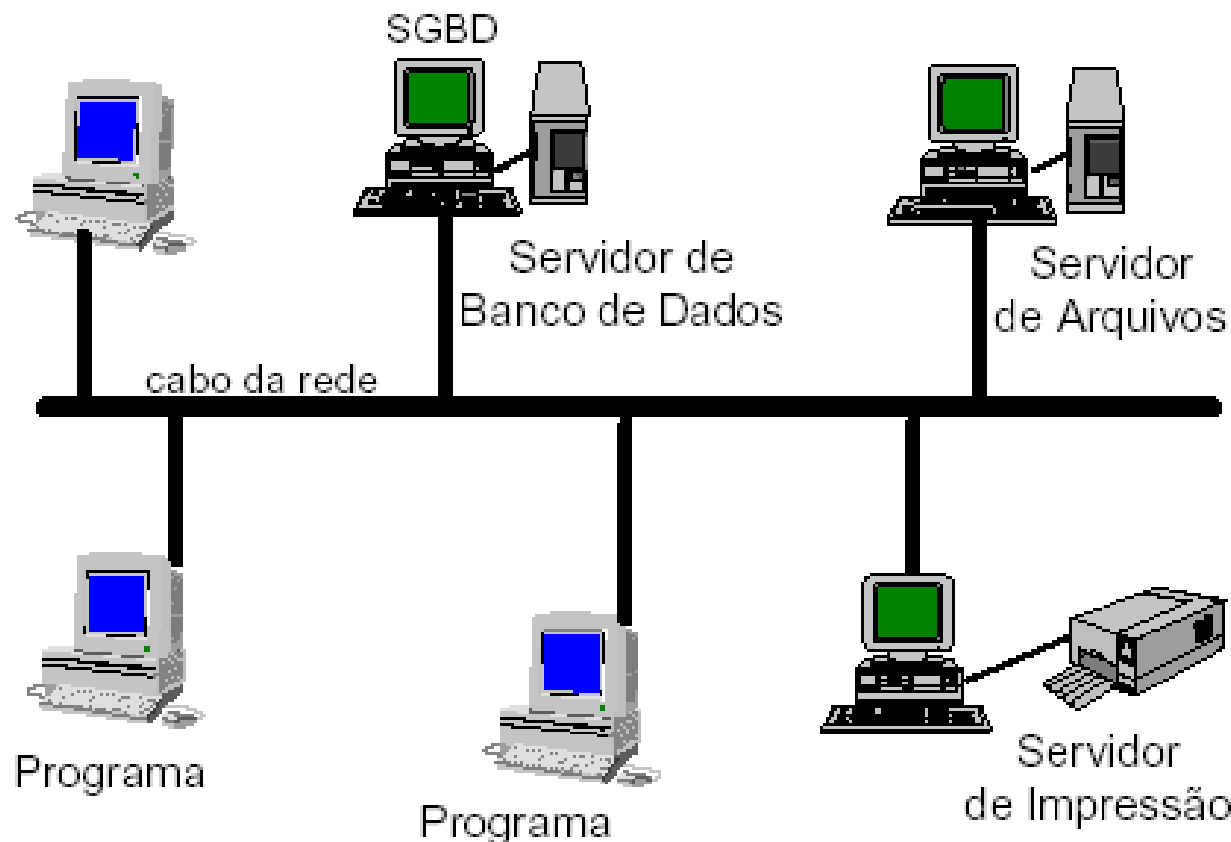 SGBD
Servidor de
Banco de Dados
Servidor
de Arquivos
cabo da rede
Programa
Programa
Servidor
de Impressão